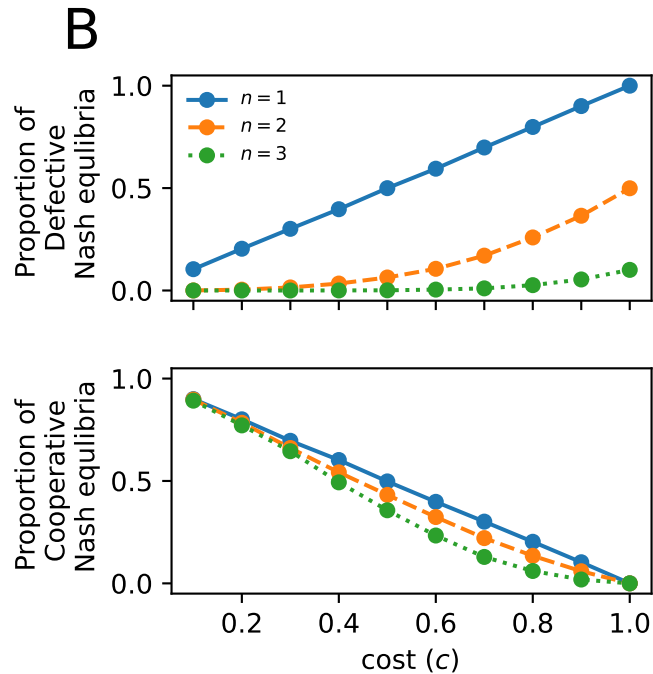 B
Proportion of
Defective
Nash equlibria
1.0
0.5
0.0
n = 1
n = 2
n = 3
Proportion of
Cooperative
Nash equlibria
1.0
0.5
0.0
0.2 0.4 0.6 0.8 1.0
cost (c)